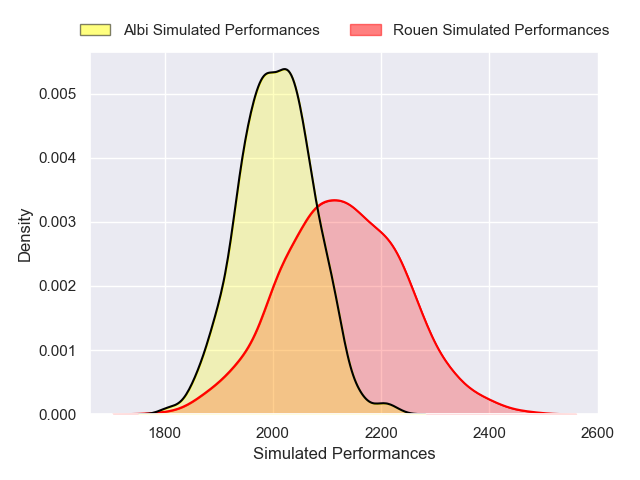 Albi Simulated Performances Rouen Simulated Performances
0.005
0.004
0.003
0.002
0.001
0.000
1800 2000 2200 2400 2600
Density
Simulated Performances